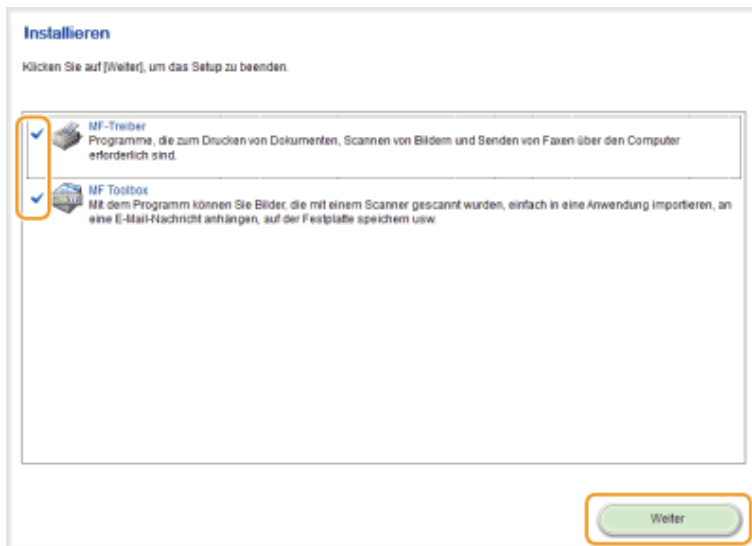 Installieren
Klicken Sie auf [Weiter], um das Setup zu beenden.
MF-Treiber
Programme, die zum Drucken von Dokumenten, Scannen von Bildern und Senden von Faxen über den Computer
erforderlich sind.
MF Toolbox
Mit dem Programm können Sie Bilder, die mit einem Scanner gescannt wurden, einfach in eine Anwendung importieren, an
eine E-Mail-Nachricht anhängen, auf der Festplatte speichern usw.
Weiter